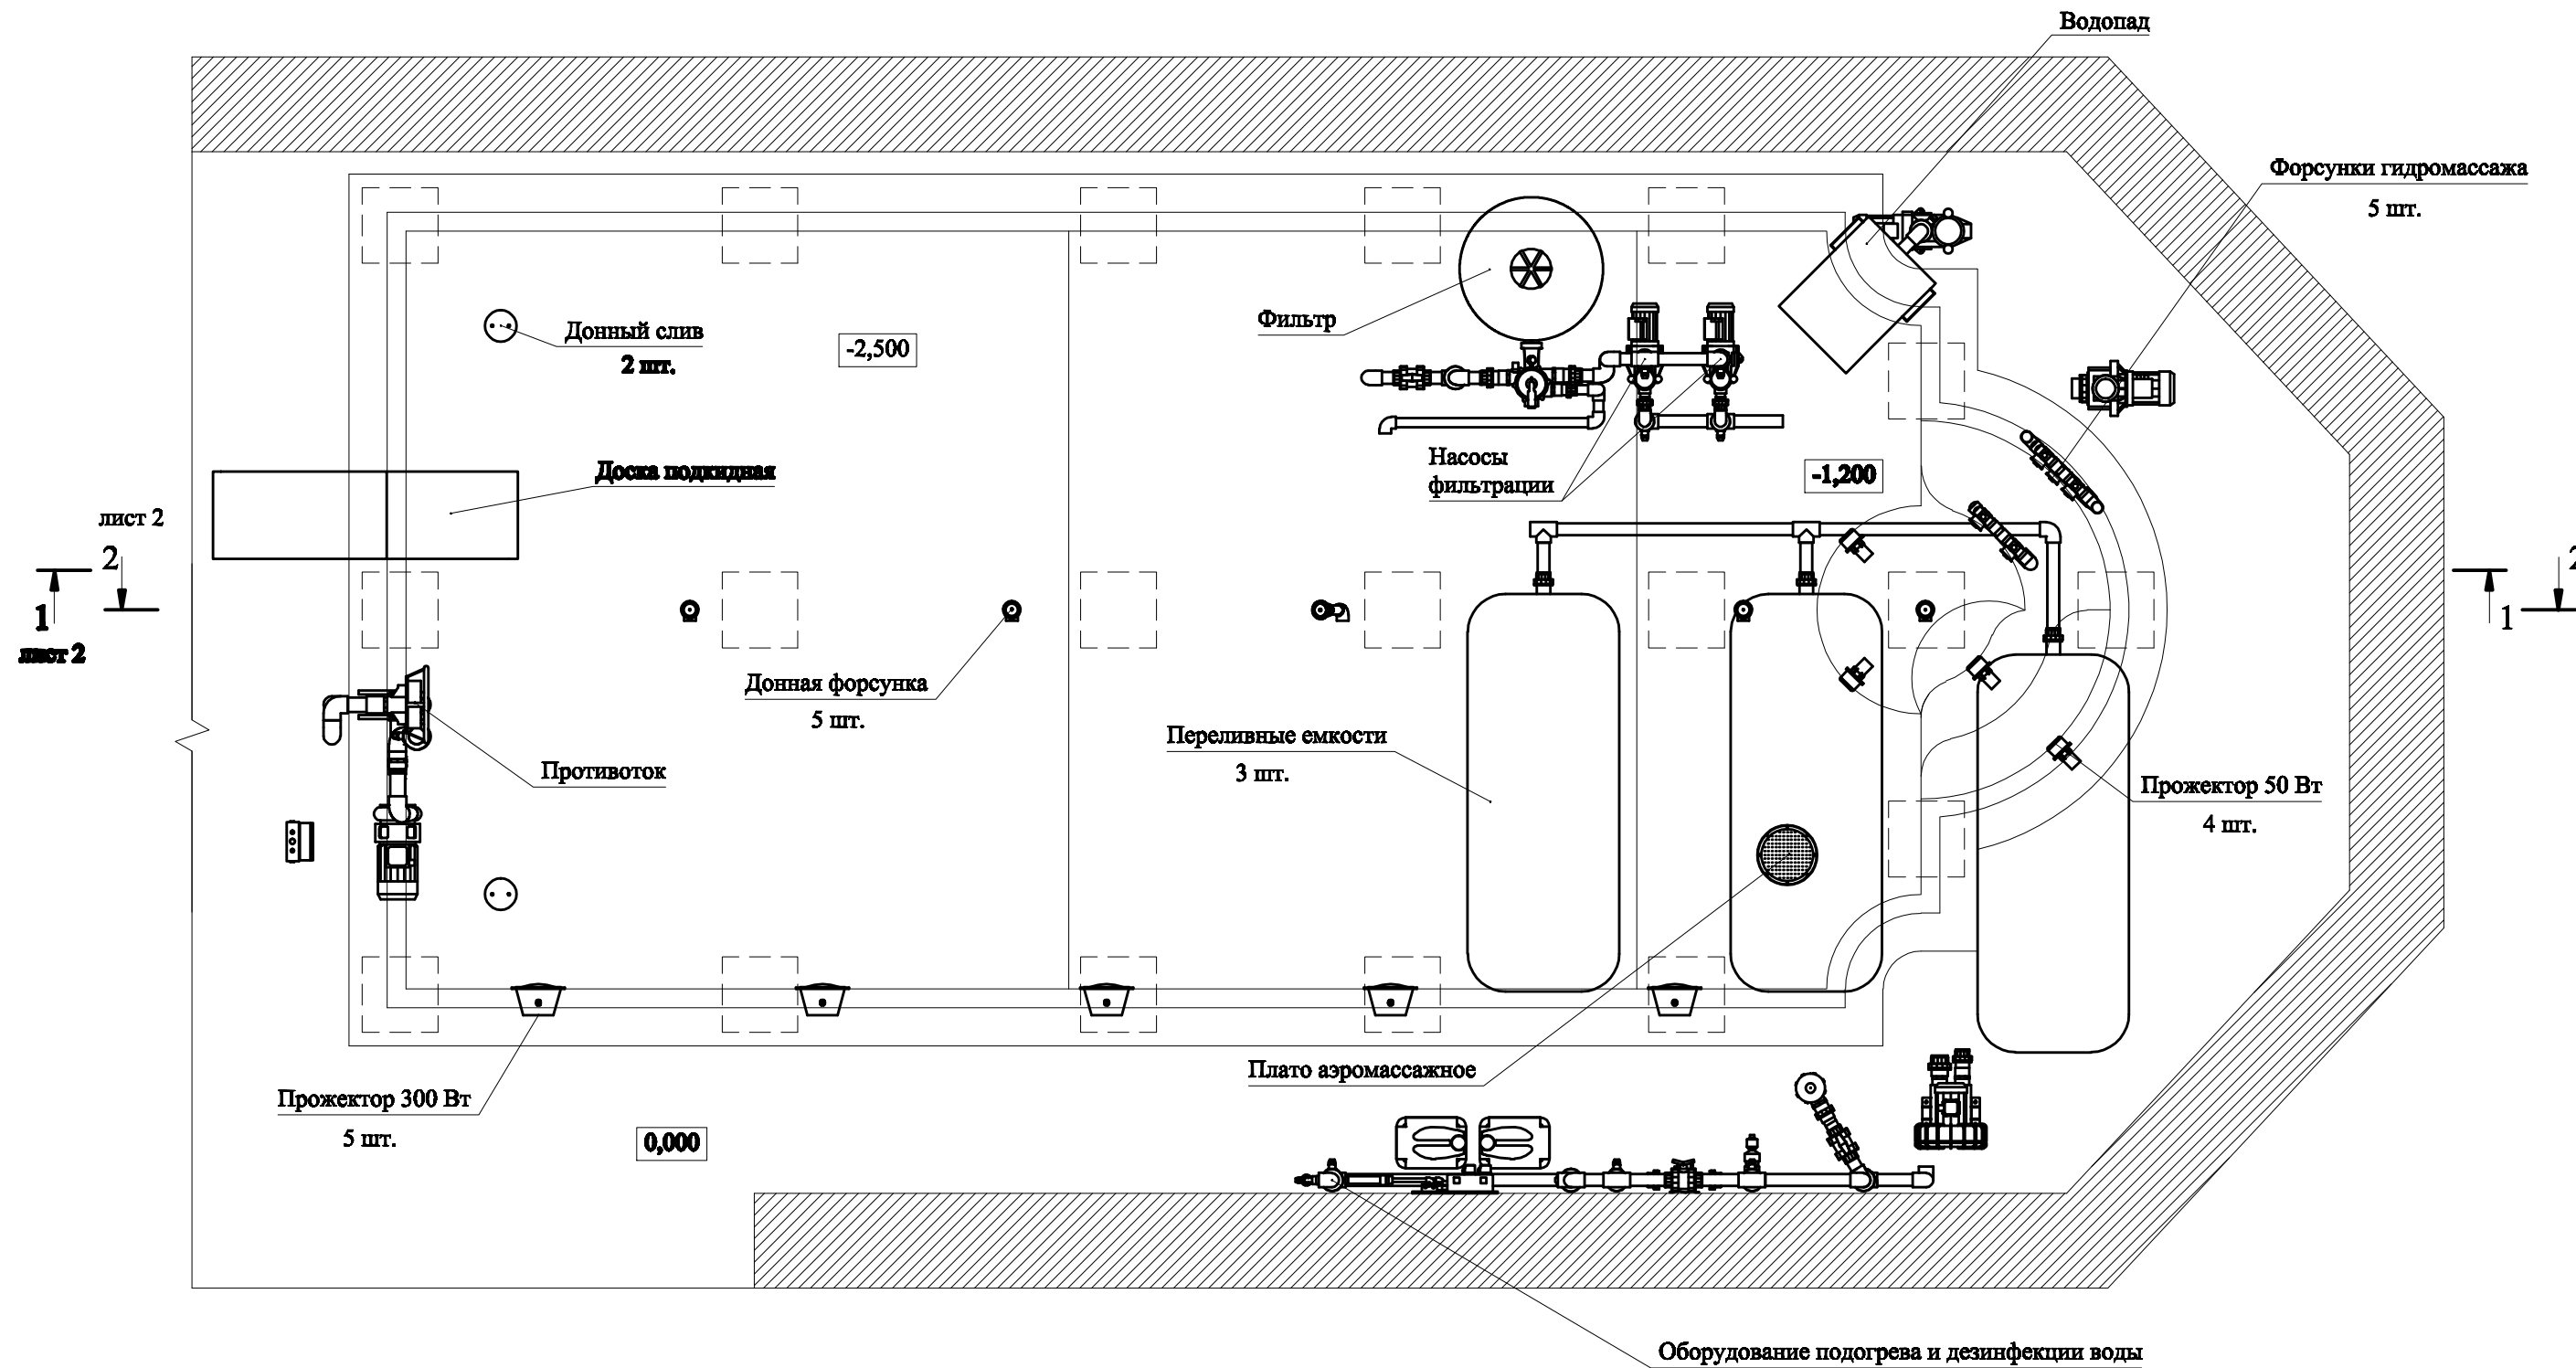 Водопад
Форсунки гидромассажа
5 шт.
Фильтр
Донный слив
2 шт.
-2,500
Насосы
фильтрации
-1,200
Доска подкидная
лист 2
2
1
лист 2
2
1
Донная форсунка
5 шт.
Переливные емкости
3 шт.
Противоток
Прожектор 50 Вт
4 шт.
Плато аэромассажное
Прожектор 300 Вт
5 шт.
0,000
Оборудование подогрева и дезинфекции воды